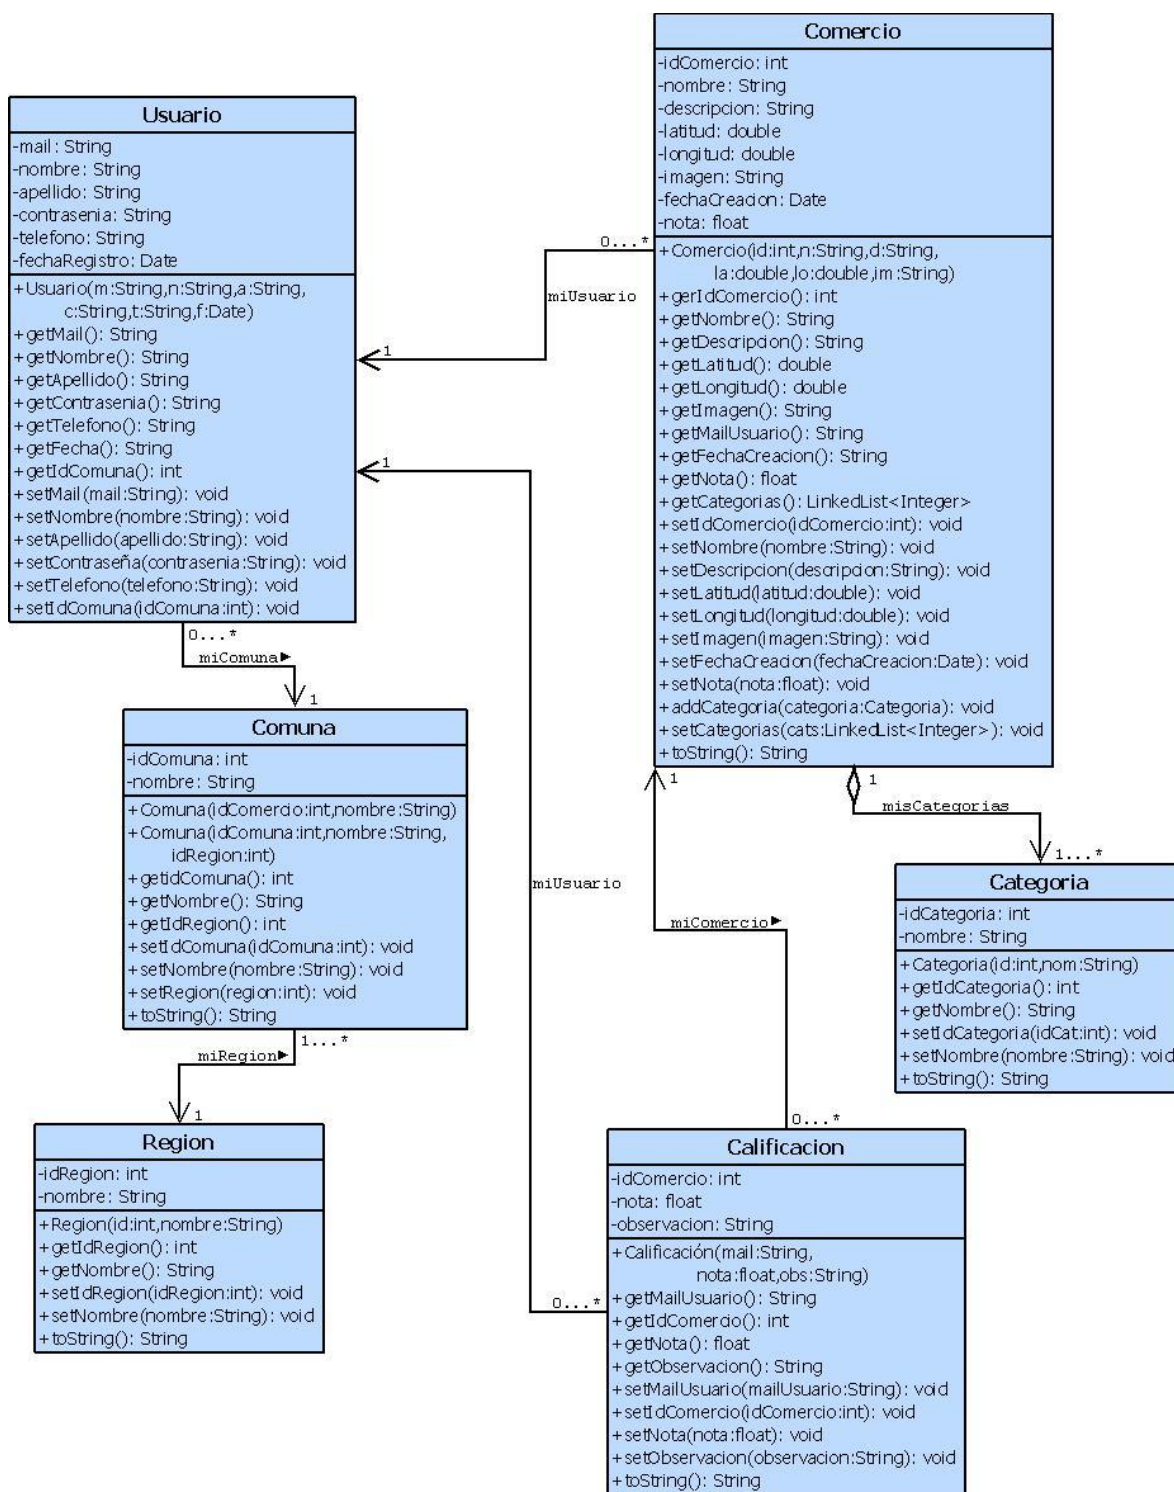 Comercio
-idComercio: int
-nombre: String
-descripcion: String
-latitud: double
-longitud: double
-imagen: String
-fechaCreacion: Date
-nota: float
+Comercio(id:int,n:String,d:String,
la:double,lo:double,im:String)
+gerIdComercio(): int
+getNombre(): String
+getDescripcion(): String
+getLatitud(): double
+getLongitud(): double
+getImagen(): String
+getMailUsuario(): String
+getFechaCreacion(): String
+getNota(): float
+getCategorias(): LinkedList<Integer>
+setIdComercio(idComercio:int): void
+setNombre(nombre:String): void
+setDescripcion(descripcion:String): void
+setLatitud(latitud:double): void
+setLongitud(longitud:double): void
+setImagen(imagen:String): void
+setFechaCreacion(fechaCreacion:Date): void
+setNota(nota:float): void
+addCategoria(categoria:Categoria): void
+setCategorias(cats:LinkedList<Integer>): void
+toString(): String
Usuario
-mail: String
-nombre: String
-apellido: String
-contrasenia: String
-telefono: String
-fechaRegistro: Date
+Usuario(m:String,n:String,a:String,
c:String,t:String,f:Date)
+getMail(): String
+getNombre(): String
+getApellido(): String
+getContrasenia(): String
+getTelefono(): String
+getFecha(): String
+getIdComuna(): int
+setMail(mail:String): void
+setNombre(nombre:String): void
+setApellido(apellido:String): void
+setContraseña(contrasenia:String): void
+setTelefono(telefono:String): void
+setIdComuna(idComuna:int): void
0...*
miUsuario
1
1
0...*
miComuna▶
1
Comuna
-idComuna: int
-nombre: String
+Comuna(idComercio:int,nombre:String)
+Comuna(idComuna:int,nombre:String,
idRegion:int)
+getidComuna(): int
+getNombre(): String
+getIdRegion(): int
+setIdComuna(idComuna:int): void
+setNombre(nombre:String): void
+setRegion(region:int): void
+toString(): String
1
1
misCategorias
1...*
miUsuario
miComercio▶
Categoria
-idCategoria: int
-nombre: String
+Categoria(id:int,nom:String)
+getIdCategoria(): int
+getNombre(): String
+setIdCategoria(idCat:int): void
+setNombre(nombre:String): void
+toString(): String
1...*
miRegion▶
1
Region
-idRegion: int
-nombre: String
+Region(id:int,nombre:String)
+getIdRegion(): int
+getNombre(): String
+setIdRegion(idRegion:int): void
+setNombre(nombre:String): void
+toString(): String
0...*
0...*
Calificacion
-idComercio: int
-nota: float
-observacion: String
+Calificación(mail:String,
nota:float,obs:String)
+getMailUsuario(): String
+getIdComercio(): int
+getNota(): float
+getObservacion(): String
+setMailUsuario(mailUsuario:String): void
+setIdComercio(idComercio:int): void
+setNota(nota:float): void
+setObservacion(observacion:String): void
+toString(): String